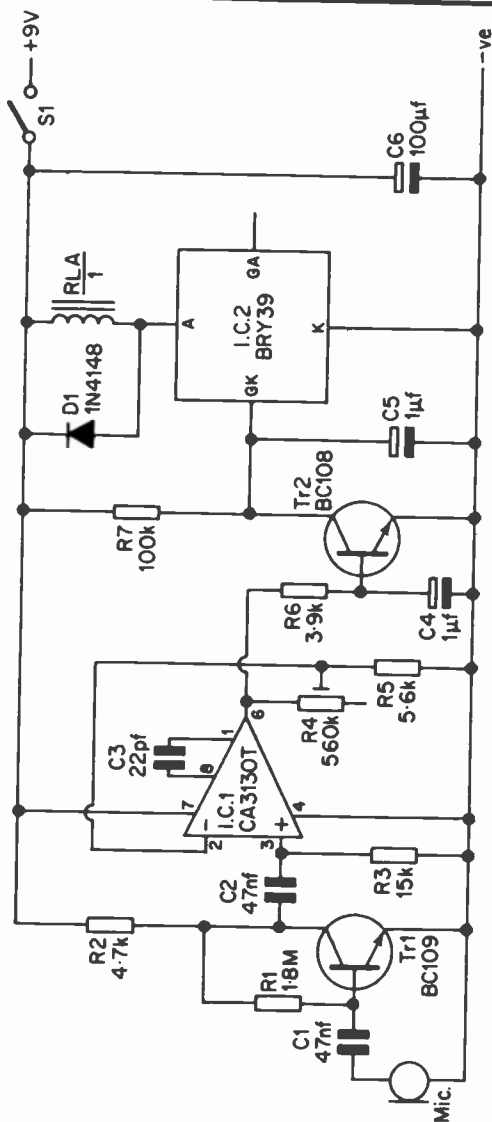 S1
+9V
RLA
1
D1
1N4148
A
I.C.2
BRY39
GA
GK
K
C6
100µf
R7
100k
C5
1µf
Tr2
BC108
R6
3·9k
C4
1µf
C3
22pf
8
1
7
6
2
−
I.C.1
CA3130T
3
+
4
R4
560k
R5
5·6k
R2
4·7k
C2
47nf
R3
15k
R1
1·8M
Tr1
BC109
C1
47nf
Mic.
-ve